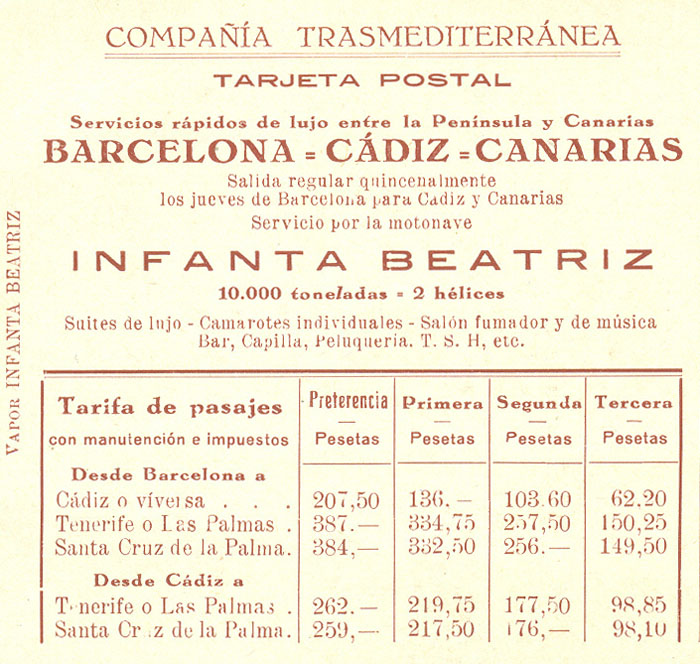 COMPAÑÍA TRASMEDITERRÁNEA
TARJETA POSTAL
Servicios rápidos de lujo entre la Península y Canarias
BARCELONA = CÁDIZ = CANARIAS
Salida regular quincenalmente
los jueves de Barcelona para Cádiz y Canarias
Servicio por la motonave
INFANTA BEATRIZ
10.000 toneladas = 2 hélices
Suites de lujo - Camarotes individuales - Salón fumador y de música
Bar, Capilla, Peluquería. T. S. H, etc.
VAPOR INFANTA BEATRIZ
Tarifa de pasajes Preferencia Primera Segunda Tercera
con manutención e impuestos Pesetas Pesetas Pesetas Pesetas
Desde Barcelona a
Cádiz o víversa . . . 207,50 136.— 103.60 62.20
Tenerife o Las Palmas . 387.— 334,75 257,50 150,25
Santa Cruz de la Palma. 384,— 332,50 256.— 149,50
Desde Cádiz a
Tenerife o Las Palmas . 262.— 219,75 177,50 98,85
Santa Cruz de la Palma. 259,— 217,50 176,— 98,10